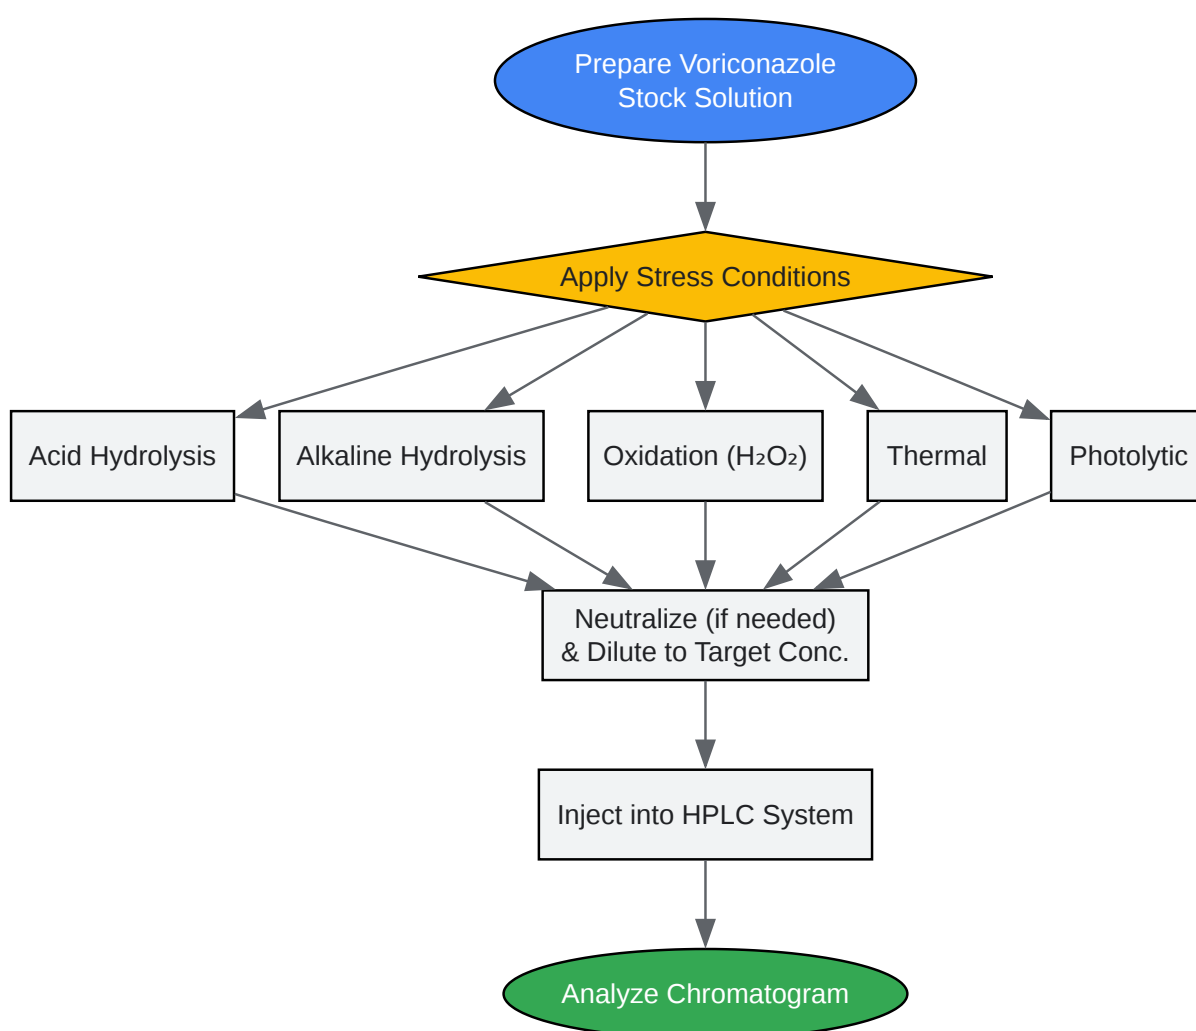 Prepare Voriconazole
Stock Solution
Apply Stress Conditions
Acid Hydrolysis
Alkaline Hydrolysis
Oxidation (H₂O₂)
Thermal
Photolytic
Neutralize (if needed)
& Dilute to Target Conc.
Inject into HPLC System
Analyze Chromatogram